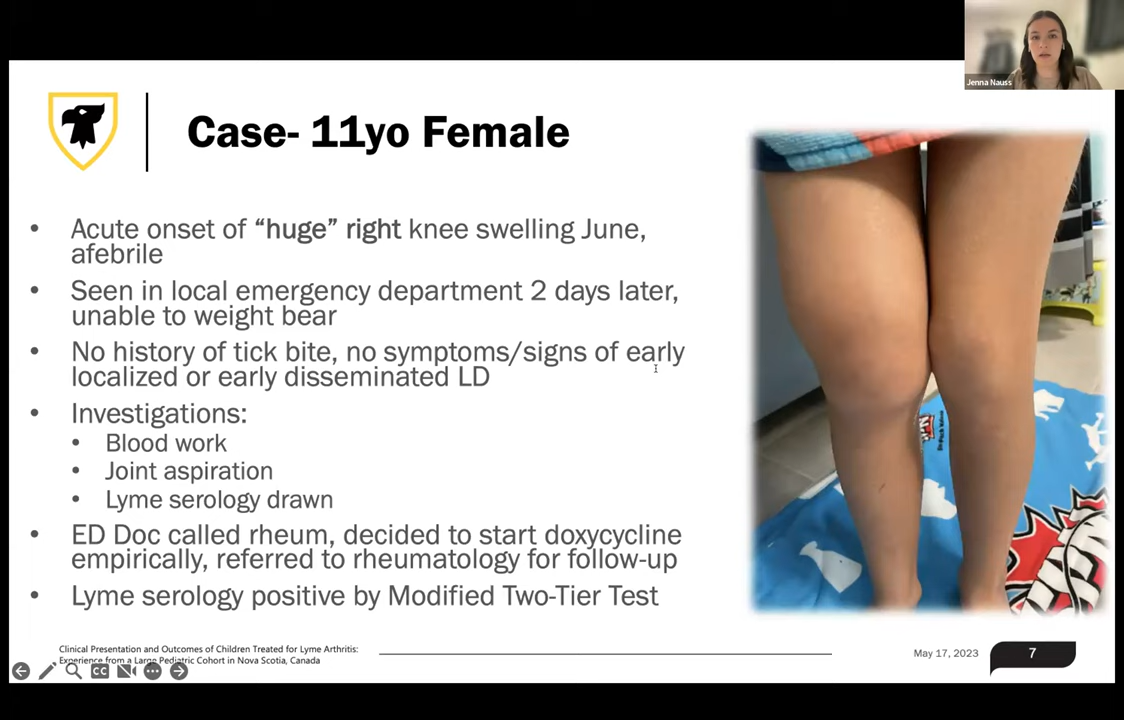 Jenna Nauss
Case- 11yo Female
• Acute onset of “huge” right knee swelling June,
afebrile
• Seen in local emergency department 2 days later,
unable to weight bear
• No history of tick bite, no symptoms/signs of early
localized or early disseminated LD
• Investigations:
• Blood work
• Joint aspiration
• Lyme serology drawn
• ED Doc called rheum, decided to start doxycycline
empirically, referred to rheumatology for follow-up
• Lyme serology positive by Modified Two-Tier Test
Clinical Presentation and Outcomes of Children Treated for Lyme Arthritis:
Experience from a Large Pediatric Cohort in Nova Scotia, Canada
CC
May 17, 2023
7